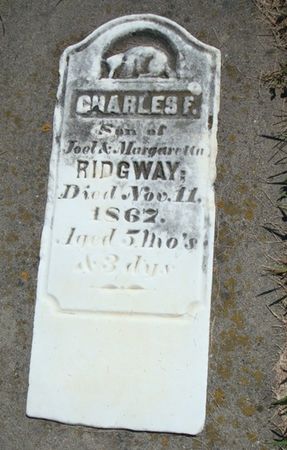 CHARLES F.
Son of
Joel & Margaretta
RIDGWAY;
Died Nov. 11.
1862.
Aged 5 Mo's
& 3 dys